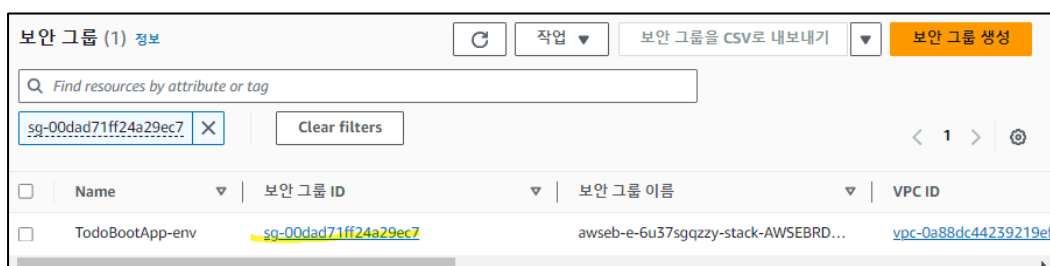 보안 그룹 (1) 정보
작업 ▼
보안 그룹을 CSV로 내보내기 ▼
보안 그룹 생성
Find resources by attribute or tag
sg-00dad71ff24a29ec7
Clear filters
1
Name 보안 그룹 ID 보안 그룹 이름 VPC ID
TodoBootApp-env sg-00dad71ff24a29ec7 awseb-e-6u37sgqzzy-stack-AWSEBRD... vpc-0a88dc44239219ef